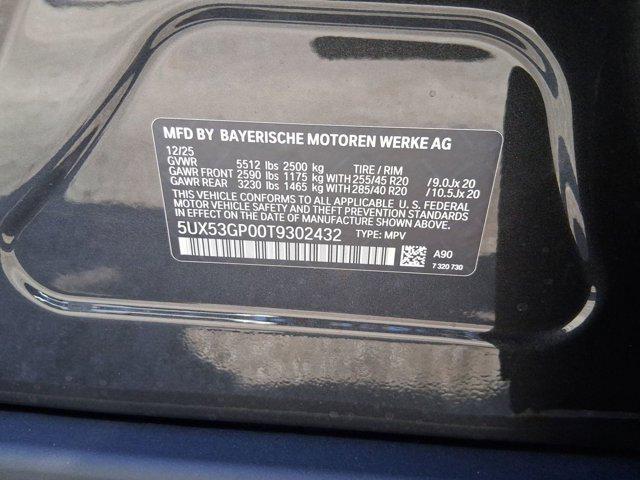 MFD BY BAYERISCHE MOTOREN WERKE AG
12/25
GVWR 5512 lbs 2500 kg TIRE / RIM
GAWR FRONT 2590 lbs 1175 kg WITH 255/45 R20 /9.0Jx 20
GAWR REAR 3230 lbs 1465 kg WITH 285/40 R20 /10.5Jx 20
THIS VEHICLE CONFORMS TO ALL APPLICABLE U. S. FEDERAL
MOTOR VEHICLE SAFETY AND THEFT PREVENTION STANDARDS
IN EFFECT ON THE DATE OF MANUFACTURE SHOWN ABOVE.
5UX53GP00T9302432 TYPE: MPV
A90
7 320 730